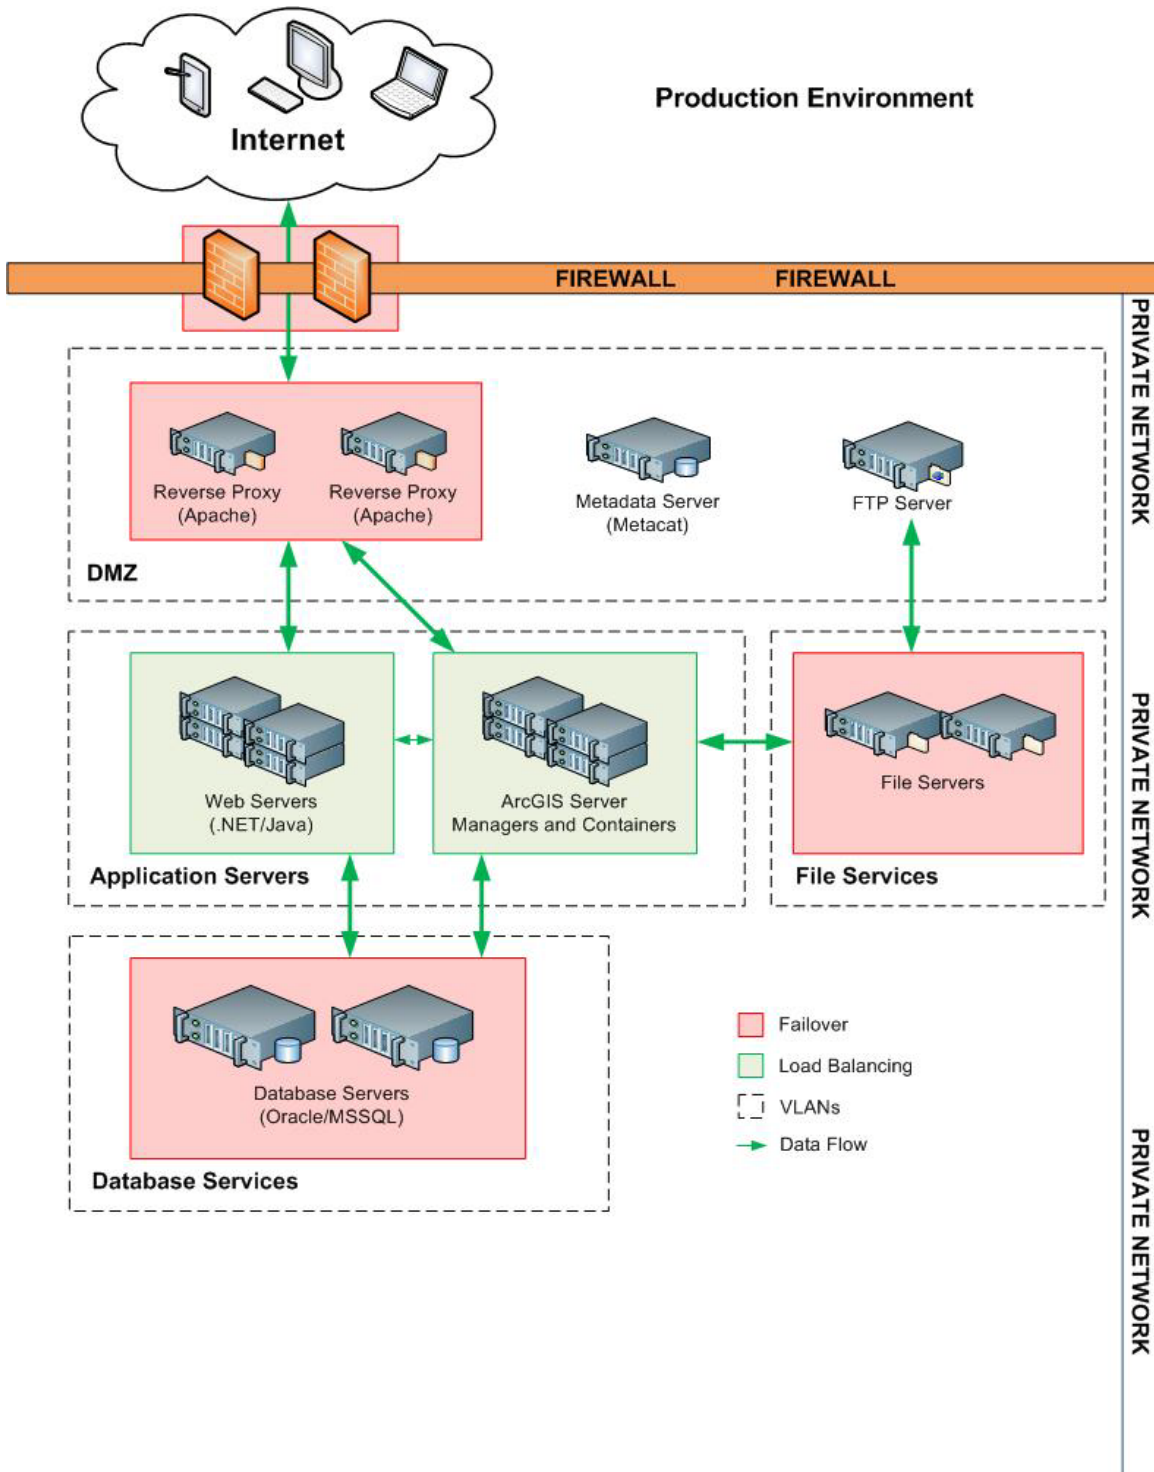 Production Environment
Internet
FIREWALL
FIREWALL
PRIVATE NETWORK
Reverse Proxy
(Apache)
Reverse Proxy
(Apache)
Metadata Server
(Metacat)
FTP Server
DMZ
Web Servers
(.NET/Java)
ArcGIS Server
Managers and Containers
File Servers
PRIVATE NETWORK
Application Servers
File Services
Database Servers
(Oracle/MSSQL)
Database Services
Failover
Load Balancing
VLANs
Data Flow
PRIVATE NETWORK